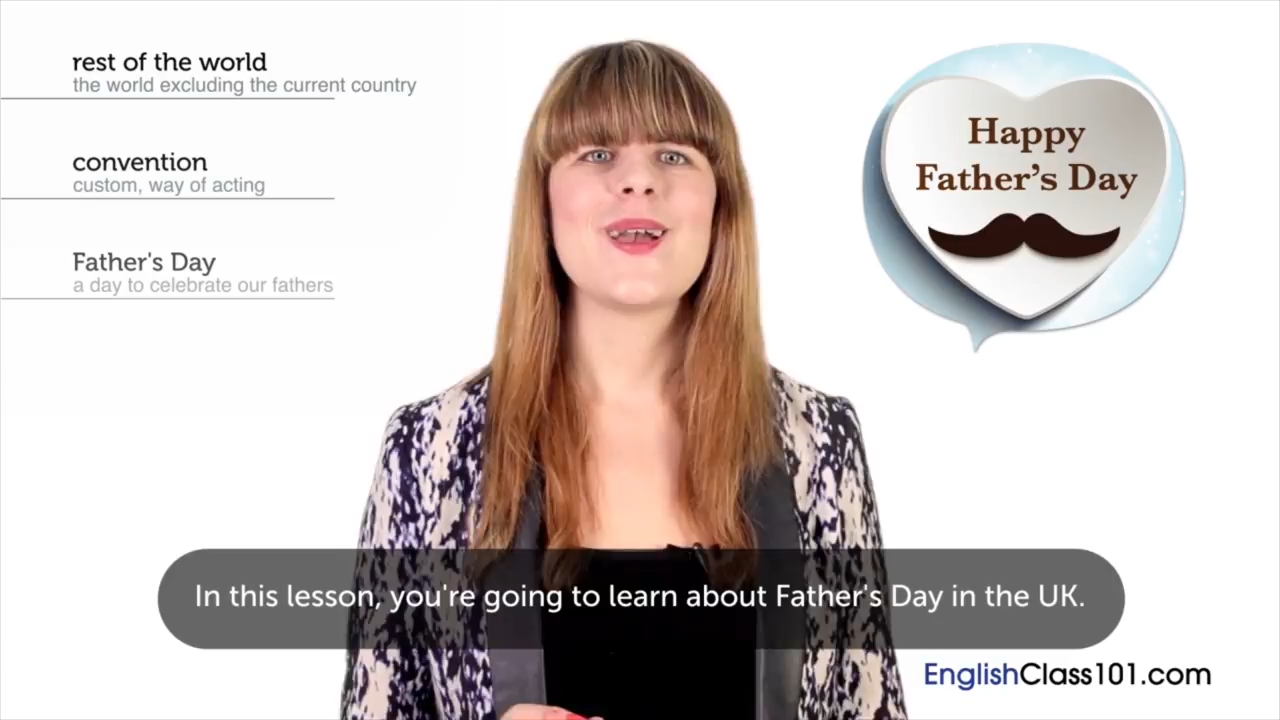 rest of the world
the world excluding the current country
convention
custom, way of acting
Father's Day
a day to celebrate our fathers
Happy
Father's Day
In this lesson, you're going to learn about Father's Day in the UK.
EnglishClass101.com